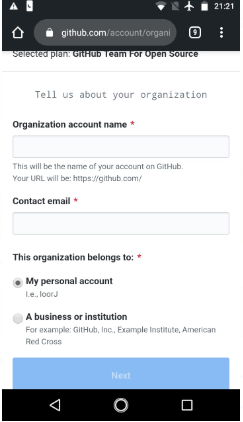 21:21
github.com/account/organi
9
Selected plan: GitHub Team For Open Source
Tell us about your organization
Organization account name *
This will be the name of your account on GitHub.
Your URL will be: https://github.com/
Contact email *
This organization belongs to: *
My personal account
I.e., loorJ
A business or institution
For example: GitHub, Inc., Example Institute, American
Red Cross
Next